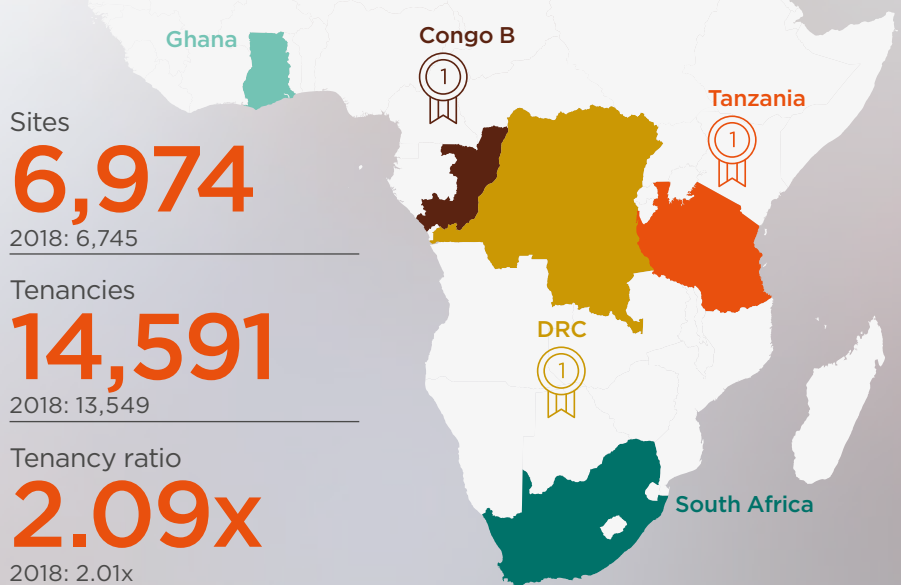 Ghana
Congo B
1
Tanzania
1
Sites
6,974
2018: 6,745
Tenancies
14,591
2018: 13,549
DRC
1
Tenancy ratio
2.09x
2018: 2.01x
South Africa